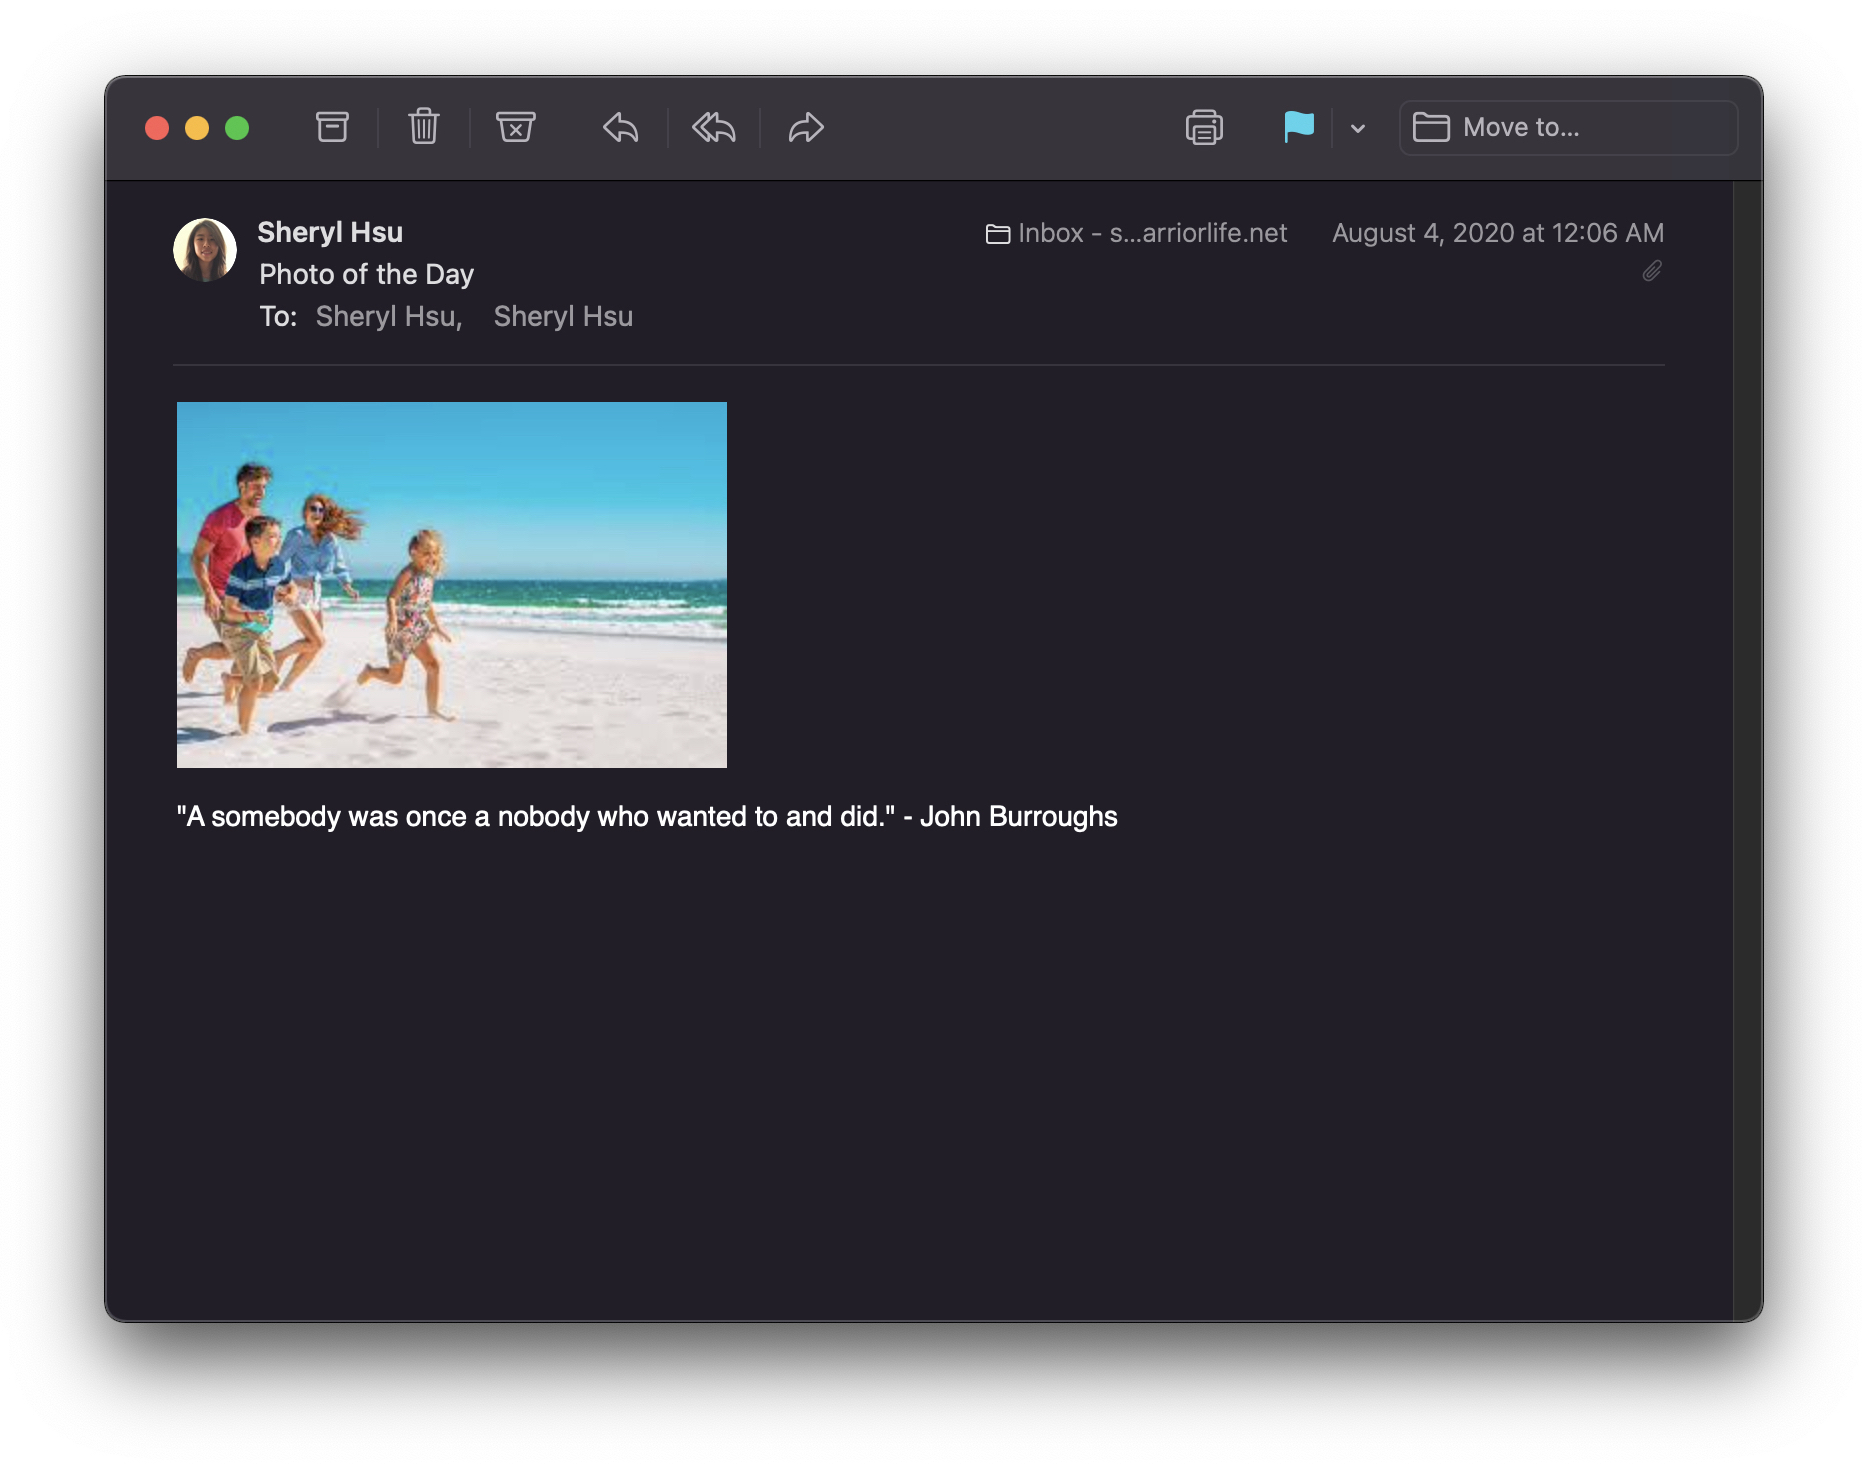 Move to...
Sheryl Hsu
Inbox - s...arriorlife.net
August 4, 2020 at 12:06 AM
Photo of the Day
To: Sheryl Hsu, Sheryl Hsu
"A somebody was once a nobody who wanted to and did." - John Burroughs